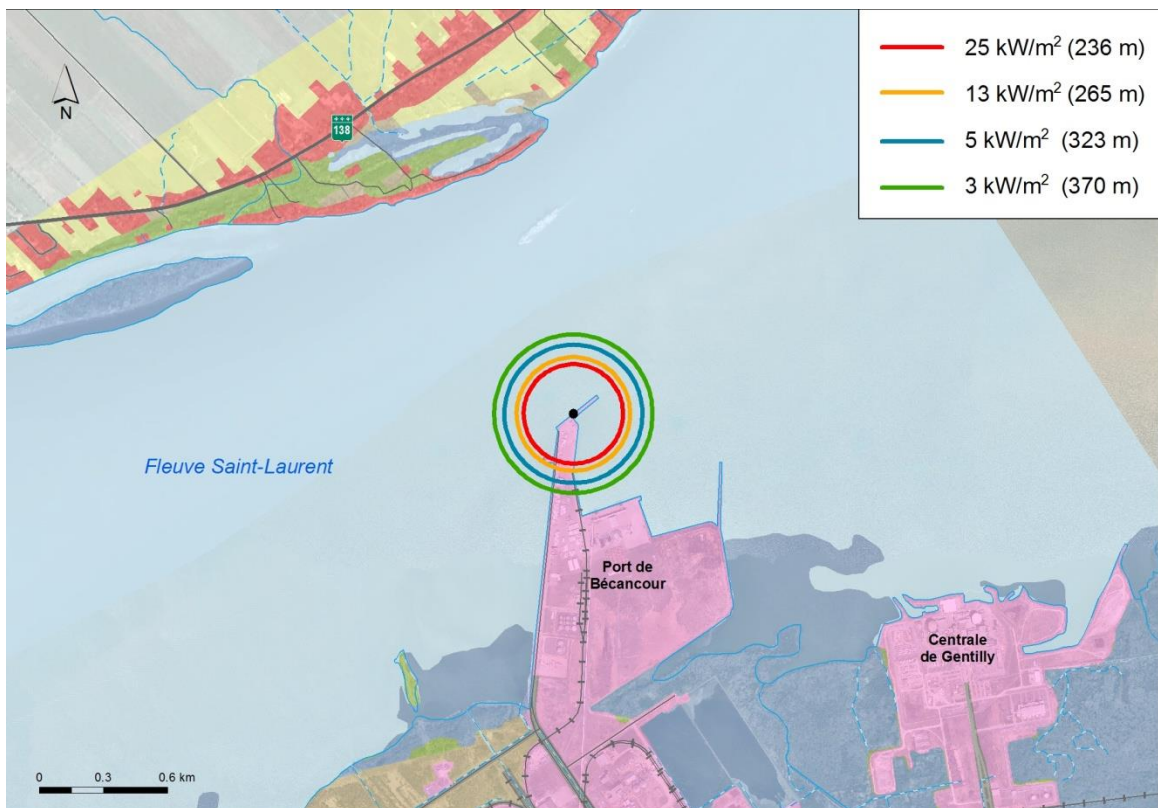 25 kW/m² (236 m)
13 kW/m² (265 m)
5 kW/m² (323 m)
3 kW/m² (370 m)
N
138
Fleuve Saint-Laurent
Port de
Bécancour
Centrale
de Gentilly
0 0.3 0.6 km